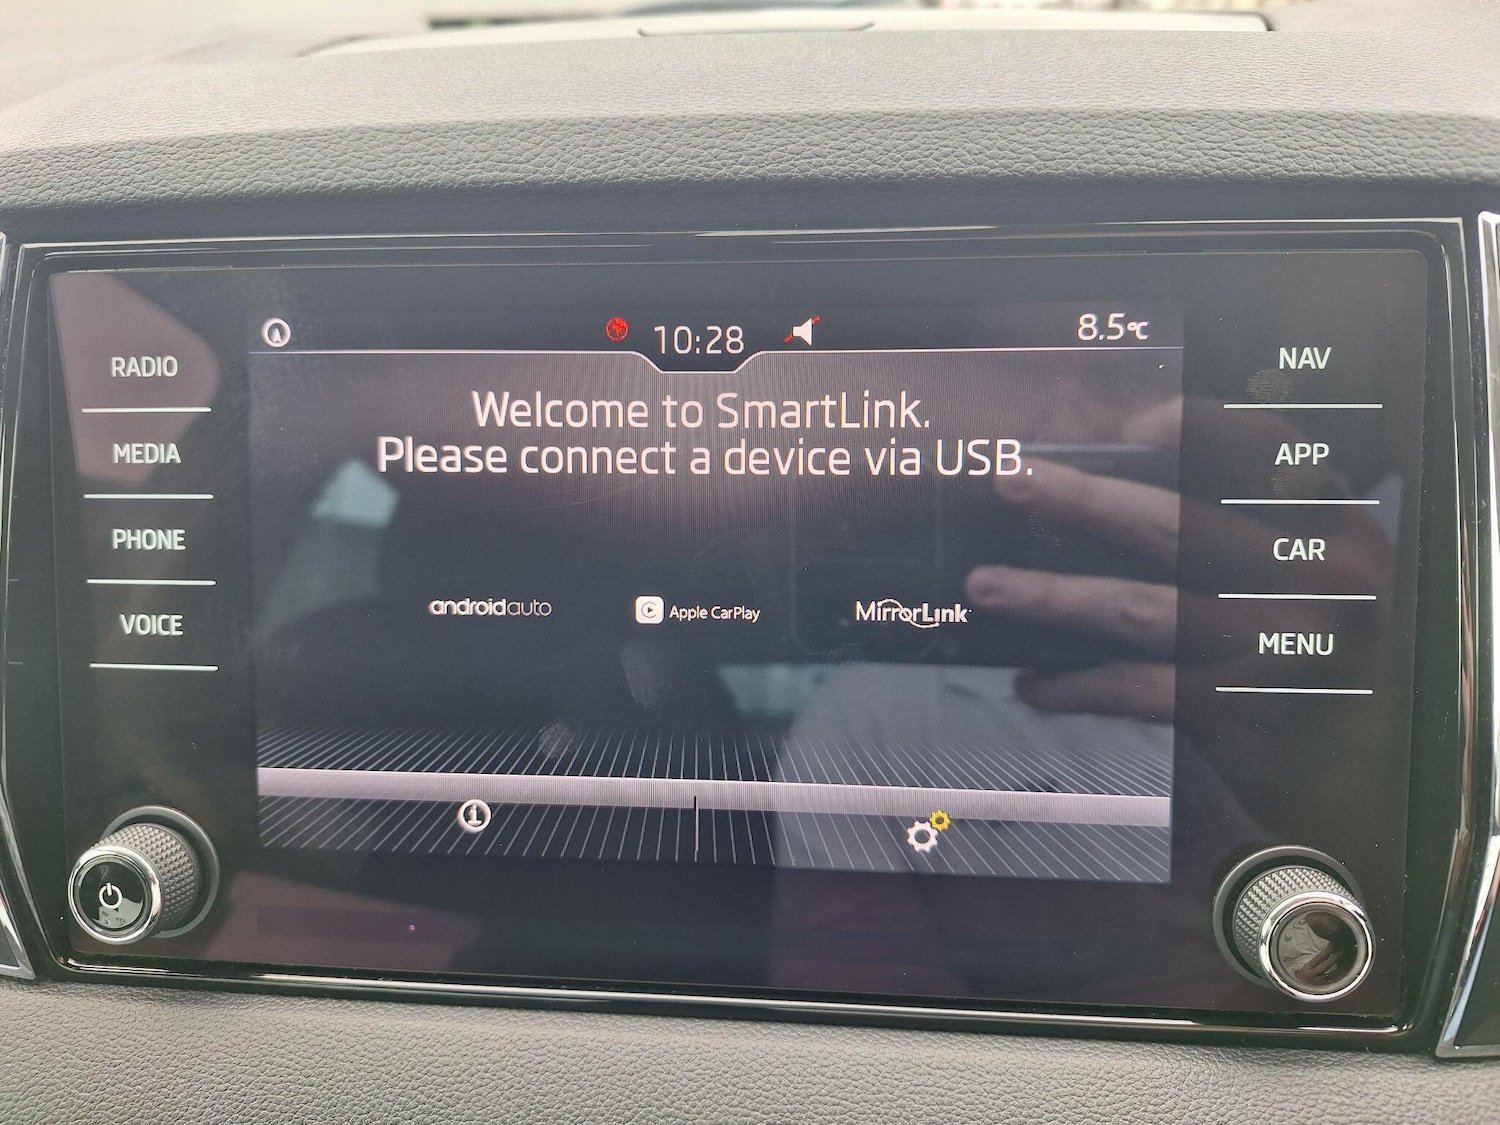 10:28
8.5°C
RADIO
MEDIA
PHONE
VOICE
Welcome to SmartLink.
Please connect a device via USB.
androidauto
Apple CarPlay
MirrorLink
NAV
APP
CAR
MENU